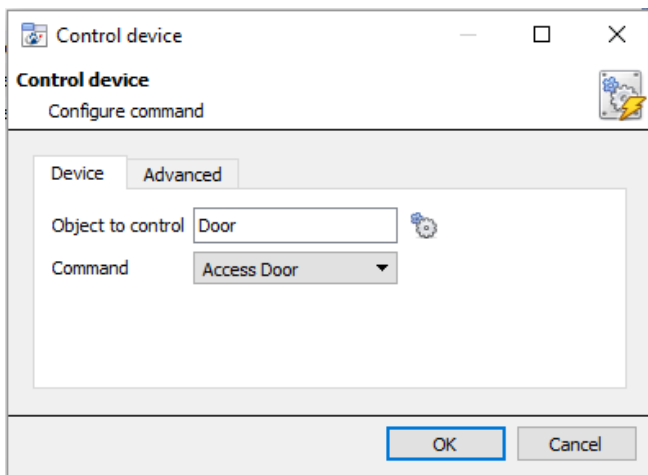 Control device
Control device
Configure command
Device Advanced
Object to control Door
Command Access Door
OK Cancel